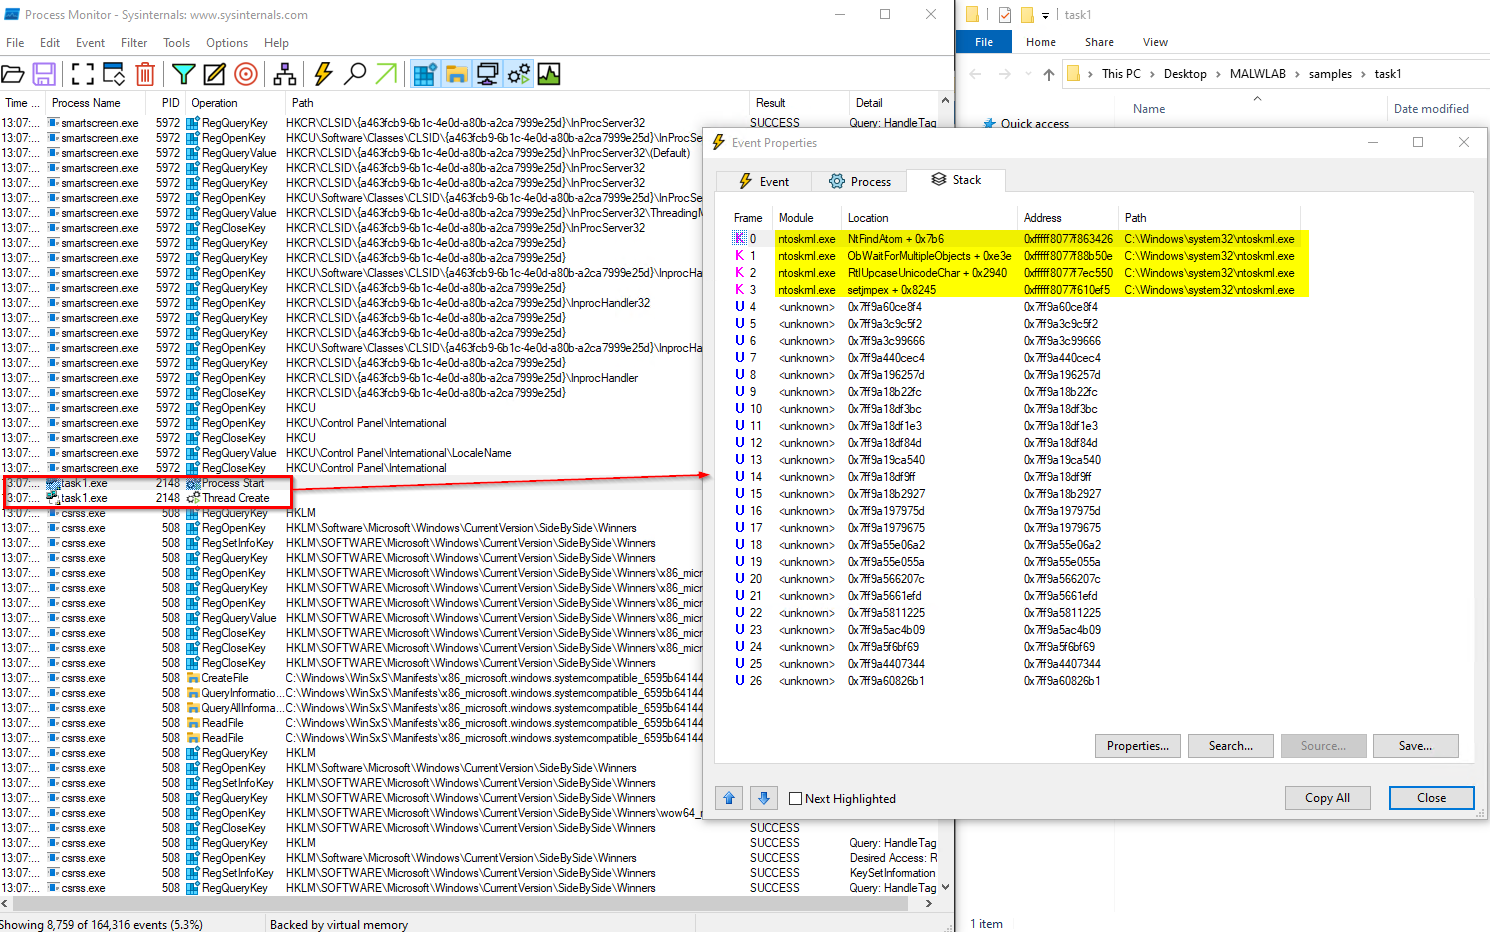 Process Monitor - Sysinternals: www.sysinternals.com
File Edit Event Filter Tools Options Help
Time ... Process Name PID Operation Path Result Detail
13:07:... smartscreen.exe 5972 RegQueryKey HKCR\CLSID\{a463fcb9-6b1c-4e0d-a80b-a2ca7999e25d}\InProcServer32 SUCCESS Query: HandleTag
13:07:... smartscreen.exe 5972 RegOpenKey HKCU\Software\Classes\CLSID\{a463fcb9-6b1c-4e0d-a80b-a2ca7999e25d}\InProcS
13:07:... smartscreen.exe 5972 RegQueryValue HKCR\CLSID\{a463fcb9-6b1c-4e0d-a80b-a2ca7999e25d}\InProcServer32\(Default)
13:07:... smartscreen.exe 5972 RegQueryKey HKCR\CLSID\{a463fcb9-6b1c-4e0d-a80b-a2ca7999e25d}\InProcServer32
13:07:... smartscreen.exe 5972 RegQueryKey HKCR\CLSID\{a463fcb9-6b1c-4e0d-a80b-a2ca7999e25d}\InProcServer32
13:07:... smartscreen.exe 5972 RegOpenKey HKCU\Software\Classes\CLSID\{a463fcb9-6b1c-4e0d-a80b-a2ca7999e25d}\InProcS
13:07:... smartscreen.exe 5972 RegQueryValue HKCR\CLSID\{a463fcb9-6b1c-4e0d-a80b-a2ca7999e25d}\InProcServer32\ThreadingM
13:07:... smartscreen.exe 5972 RegCloseKey HKCR\CLSID\{a463fcb9-6b1c-4e0d-a80b-a2ca7999e25d}\InProcServer32
13:07:... smartscreen.exe 5972 RegQueryKey HKCR\CLSID\{a463fcb9-6b1c-4e0d-a80b-a2ca7999e25d}
13:07:... smartscreen.exe 5972 RegQueryKey HKCR\CLSID\{a463fcb9-6b1c-4e0d-a80b-a2ca7999e25d}
13:07:... smartscreen.exe 5972 RegOpenKey HKCU\Software\Classes\CLSID\{a463fcb9-6b1c-4e0d-a80b-a2ca7999e25d}\InprocHa
13:07:... smartscreen.exe 5972 RegQueryKey HKCR\CLSID\{a463fcb9-6b1c-4e0d-a80b-a2ca7999e25d}
13:07:... smartscreen.exe 5972 RegOpenKey HKCR\CLSID\{a463fcb9-6b1c-4e0d-a80b-a2ca7999e25d}\InprocHandler32
13:07:... smartscreen.exe 5972 RegQueryKey HKCR\CLSID\{a463fcb9-6b1c-4e0d-a80b-a2ca7999e25d}
13:07:... smartscreen.exe 5972 RegQueryKey HKCR\CLSID\{a463fcb9-6b1c-4e0d-a80b-a2ca7999e25d}
13:07:... smartscreen.exe 5972 RegOpenKey HKCU\Software\Classes\CLSID\{a463fcb9-6b1c-4e0d-a80b-a2ca7999e25d}\InprocHa
13:07:... smartscreen.exe 5972 RegQueryKey HKCR\CLSID\{a463fcb9-6b1c-4e0d-a80b-a2ca7999e25d}
13:07:... smartscreen.exe 5972 RegOpenKey HKCR\CLSID\{a463fcb9-6b1c-4e0d-a80b-a2ca7999e25d}\InprocHandler
13:07:... smartscreen.exe 5972 RegCloseKey HKCR\CLSID\{a463fcb9-6b1c-4e0d-a80b-a2ca7999e25d}
13:07:... smartscreen.exe 5972 RegOpenKey HKCU
13:07:... smartscreen.exe 5972 RegOpenKey HKCU\Control Panel\International
13:07:... smartscreen.exe 5972 RegCloseKey HKCU
13:07:... smartscreen.exe 5972 RegQueryValue HKCU\Control Panel\International\LocaleName
13:07:... smartscreen.exe 5972 RegCloseKey HKCU\Control Panel\International
13:07:... task1.exe 2148 Process Start
13:07:... task1.exe 2148 Thread Create
13:07:... csrss.exe 508 RegQueryKey HKLM
13:07:... csrss.exe 508 RegOpenKey HKLM\Software\Microsoft\Windows\CurrentVersion\SideBySide\Winners
13:07:... csrss.exe 508 RegSetInfoKey HKLM\SOFTWARE\Microsoft\Windows\CurrentVersion\SideBySide\Winners
13:07:... csrss.exe 508 RegQueryKey HKLM\SOFTWARE\Microsoft\Windows\CurrentVersion\SideBySide\Winners
13:07:... csrss.exe 508 RegOpenKey HKLM\SOFTWARE\Microsoft\Windows\CurrentVersion\SideBySide\Winners\x86_micr
13:07:... csrss.exe 508 RegQueryKey HKLM\SOFTWARE\Microsoft\Windows\CurrentVersion\SideBySide\Winners\x86_micr
13:07:... csrss.exe 508 RegOpenKey HKLM\SOFTWARE\Microsoft\Windows\CurrentVersion\SideBySide\Winners\x86_micr
13:07:... csrss.exe 508 RegQueryValue HKLM\SOFTWARE\Microsoft\Windows\CurrentVersion\SideBySide\Winners\x86_micr
13:07:... csrss.exe 508 RegCloseKey HKLM\SOFTWARE\Microsoft\Windows\CurrentVersion\SideBySide\Winners\x86_micr
13:07:... csrss.exe 508 RegCloseKey HKLM\SOFTWARE\Microsoft\Windows\CurrentVersion\SideBySide\Winners\x86_micr
13:07:... csrss.exe 508 RegCloseKey HKLM\SOFTWARE\Microsoft\Windows\CurrentVersion\SideBySide\Winners
13:07:... csrss.exe 508 CreateFile C:\Windows\WinSxS\Manifests\x86_microsoft.windows.systemcompatible_6595b64144
13:07:... csrss.exe 508 QueryInformatio... C:\Windows\WinSxS\Manifests\x86_microsoft.windows.systemcompatible_6595b64144
13:07:... csrss.exe 508 QueryAllInforma... C:\Windows\WinSxS\Manifests\x86_microsoft.windows.systemcompatible_6595b64144
13:07:... csrss.exe 508 ReadFile C:\Windows\WinSxS\Manifests\x86_microsoft.windows.systemcompatible_6595b64144
13:07:... csrss.exe 508 ReadFile C:\Windows\WinSxS\Manifests\x86_microsoft.windows.systemcompatible_6595b64144
13:07:... csrss.exe 508 RegQueryKey HKLM
13:07:... csrss.exe 508 RegOpenKey HKLM\Software\Microsoft\Windows\CurrentVersion\SideBySide\Winners
13:07:... csrss.exe 508 RegSetInfoKey HKLM\SOFTWARE\Microsoft\Windows\CurrentVersion\SideBySide\Winners
13:07:... csrss.exe 508 RegQueryKey HKLM\SOFTWARE\Microsoft\Windows\CurrentVersion\SideBySide\Winners
13:07:... csrss.exe 508 RegOpenKey HKLM\SOFTWARE\Microsoft\Windows\CurrentVersion\SideBySide\Winners\wow64_
13:07:... csrss.exe 508 RegCloseKey HKLM\SOFTWARE\Microsoft\Windows\CurrentVersion\SideBySide\Winners SUCCESS
13:07:... csrss.exe 508 RegQueryKey HKLM SUCCESS Query: HandleTag
13:07:... csrss.exe 508 RegOpenKey HKLM\Software\Microsoft\Windows\CurrentVersion\SideBySide\Winners SUCCESS Desired Access: R
13:07:... csrss.exe 508 RegSetInfoKey HKLM\SOFTWARE\Microsoft\Windows\CurrentVersion\SideBySide\Winners SUCCESS KeySetInformation
13:07:... csrss.exe 508 RegQueryKey HKLM\SOFTWARE\Microsoft\Windows\CurrentVersion\SideBySide\Winners SUCCESS Query: HandleTag
Showing 8,759 of 164,316 events (5.3%) Backed by virtual memory
task1
File Home Share View
This PC Desktop MALWLAB samples task1
Name Date modified
Quick access
1 item
Event Properties
Event Process Stack
Frame Module Location Address Path
K 0 ntoskrnl.exe NtFindAtom + 0x7b6 0xfffff8077f863426 C:\Windows\system32\ntoskrnl.exe
K 1 ntoskrnl.exe ObWaitForMultipleObjects + 0xe3e 0xfffff8077f88b50e C:\Windows\system32\ntoskrnl.exe
K 2 ntoskrnl.exe RtlUpcaseUnicodeChar + 0x2940 0xfffff8077f7ec550 C:\Windows\system32\ntoskrnl.exe
K 3 ntoskrnl.exe setjmpex + 0x8245 0xfffff8077f610ef5 C:\Windows\system32\ntoskrnl.exe
U 4 <unknown> 0x7ff9a60ce8f4 0x7ff9a60ce8f4
U 5 <unknown> 0x7ff9a3c9c5f2 0x7ff9a3c9c5f2
U 6 <unknown> 0x7ff9a3c99666 0x7ff9a3c99666
U 7 <unknown> 0x7ff9a440cec4 0x7ff9a440cec4
U 8 <unknown> 0x7ff9a196257d 0x7ff9a196257d
U 9 <unknown> 0x7ff9a18b22fc 0x7ff9a18b22fc
U 10 <unknown> 0x7ff9a18df3bc 0x7ff9a18df3bc
U 11 <unknown> 0x7ff9a18df1e3 0x7ff9a18df1e3
U 12 <unknown> 0x7ff9a18df84d 0x7ff9a18df84d
U 13 <unknown> 0x7ff9a19ca540 0x7ff9a19ca540
U 14 <unknown> 0x7ff9a18df9ff 0x7ff9a18df9ff
U 15 <unknown> 0x7ff9a18b2927 0x7ff9a18b2927
U 16 <unknown> 0x7ff9a197975d 0x7ff9a197975d
U 17 <unknown> 0x7ff9a1979675 0x7ff9a1979675
U 18 <unknown> 0x7ff9a55e06a2 0x7ff9a55e06a2
U 19 <unknown> 0x7ff9a55e055a 0x7ff9a55e055a
U 20 <unknown> 0x7ff9a566207c 0x7ff9a566207c
U 21 <unknown> 0x7ff9a5661efd 0x7ff9a5661efd
U 22 <unknown> 0x7ff9a5811225 0x7ff9a5811225
U 23 <unknown> 0x7ff9a5ac4b09 0x7ff9a5ac4b09
U 24 <unknown> 0x7ff9a5f6bf69 0x7ff9a5f6bf69
U 25 <unknown> 0x7ff9a4407344 0x7ff9a4407344
U 26 <unknown> 0x7ff9a60826b1 0x7ff9a60826b1
Properties... Search... Source... Save...
Next Highlighted Copy All Close